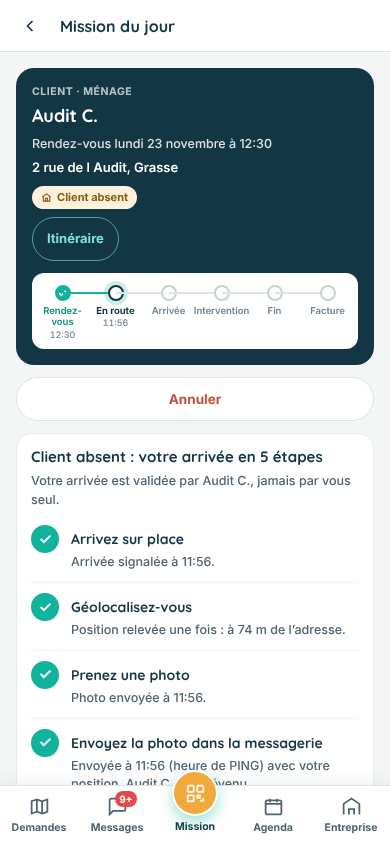 Mission du jour
CLIENT · MÉNAGE
Audit C.
Rendez-vous lundi 23 novembre à 12:30
2 rue de l Audit, Grasse
Client absent
Itinéraire
Rendez-
vous
12:30
En route
11:56
Arrivée
Intervention
Fin
Facture
Annuler
Client absent : votre arrivée en 5 étapes
Votre arrivée est validée par Audit C., jamais par vous
seul.
Arrivez sur place
Arrivée signalée à 11:56.
Géolocalisez-vous
Position relevée une fois : à 74 m de l’adresse.
Prenez une photo
Photo envoyée à 11:56.
Envoyez la photo dans la messagerie
Envoyée à 11:56 (heure de PING) avec votre
position. Audit C.
Demandes
9+
Messages
Mission
Agenda
Entreprise